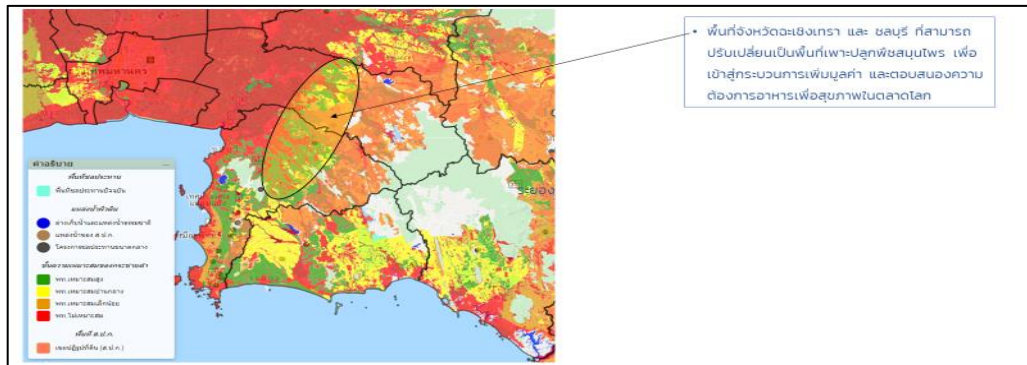 • พื้นที่จังหวัดฉะเชิงเทรา และ ชลบุรี ที่สามารถ
ปรับเปลี่ยนเป็นพื้นที่เพาะปลูกพืชสมุนไพร เพื่อ
เข้าสู่กระบวนการเพิ่มมูลค่า และตอบสนองความ
ต้องการอาหารเพื่อสุขภาพในตลาดโลก
ระยอง
คำอธิบาย
พื้นที่ชลประทาน
พื้นที่ชลประทานปัจจุบัน
แหล่งน้ำผิวดิน
อ่างเก็บน้ำและแหล่งน้ำธรรมชาติ
แหล่งน้ำของ ส.ป.ก.
โครงการชลประทานขนาดกลาง
ชั้นความเหมาะสมของกระชายดำ
พท.เหมาะสมสูง
พท.เหมาะสมปานกลาง
พท.เหมาะสมเล็กน้อย
พท.ไม่เหมาะสม
พื้นที่ ส.ป.ก.
เขตปฏิรูปที่ดิน (ส.ป.ก.)